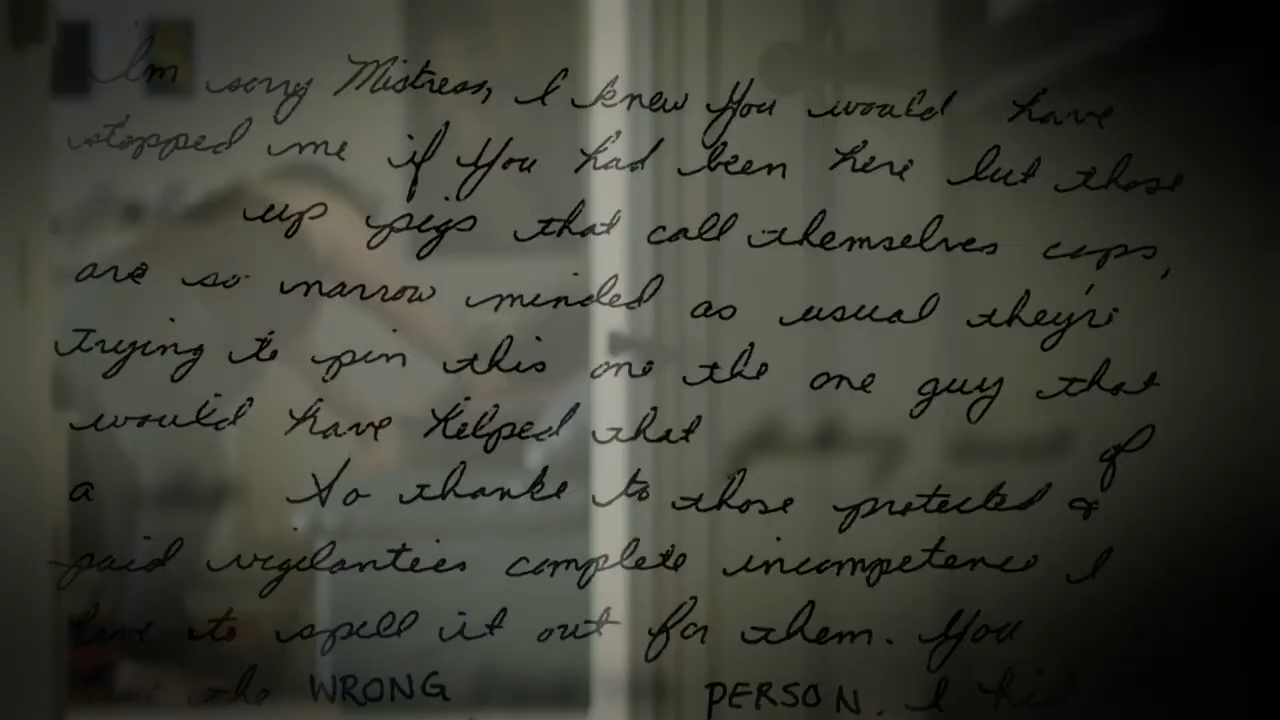 I'm sorry Mistress, I knew You would have
stopped me if You had been here but those
up pigs that call themselves cops,
are so narrow minded as usual they're
trying to pin this one the one guy that
would have helped that
of
a So thanks to those protected &
paid vigilanties complete incompetence I
have to spell it out for them. You
the WRONG PERSON. I